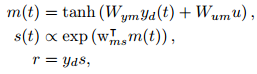 m(t) = tanh (W_{ym}y_d(t) + W_{um}u) ,
s(t) ∝ exp (w_{ms}^⊺ m(t)) ,
r = y_d s,